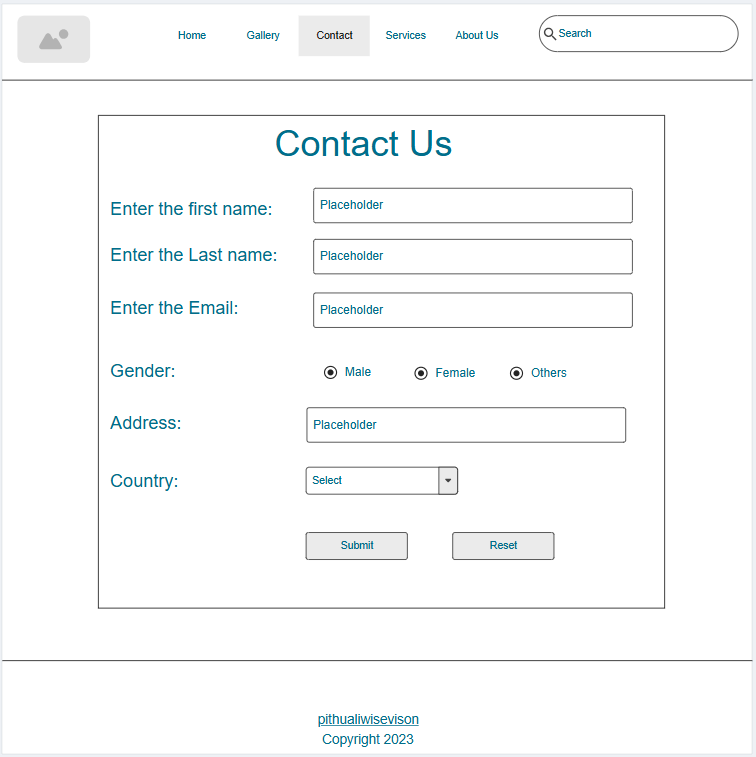 Home Gallery Contact Services About Us Search
Contact Us
Enter the first name: Placeholder
Enter the Last name: Placeholder
Enter the Email: Placeholder
Gender: Male Female Others
Address: Placeholder
Country: Select
Submit Reset
pithualiwisevison
Copyright 2023